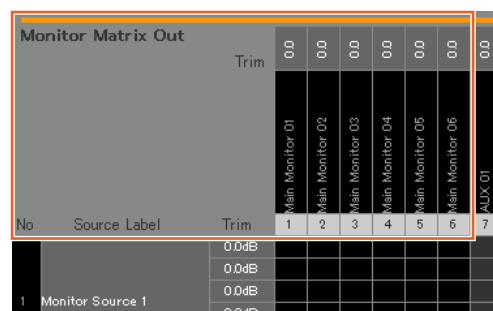 Monitor Matrix Out
Trim 0.0 0.0 0.0 0.0 0.0 0.0 0.0
Main Monitor 01
Main Monitor 02
Main Monitor 03
Main Monitor 04
Main Monitor 05
Main Monitor 06
AUX 01
No Source Label Trim 1 2 3 4 5 6 7
0.0dB
0.0dB
1 Monitor Source 1 0.0dB